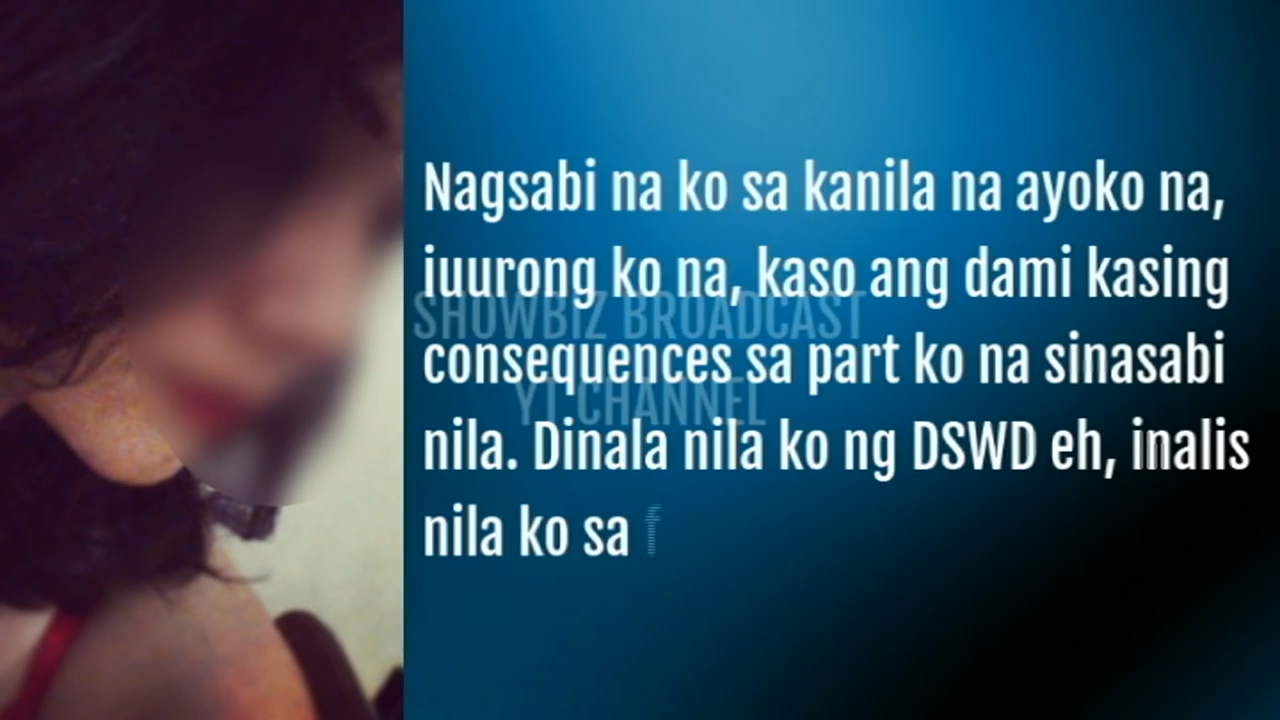 Nagsabi na ko sa kanila na ayoko na,
iuurong ko na, kaso ang dami kasing
SHOWBIZ BROADCAST
consequences sa part ko na sinasabi
YT CHANNEL
nila. Dinala nila ko ng DSWD eh, inalis
nila ko sa f